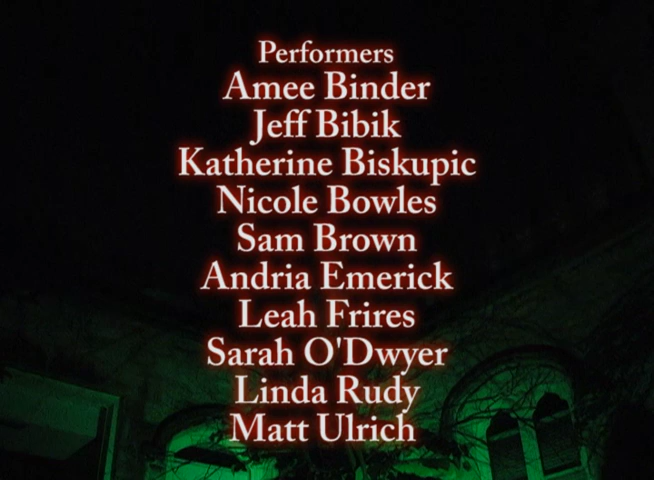 Performers
Amee Binder
Jeff Bibik
Katherine Biskupic
Nicole Bowles
Sam Brown
Andria Emerick
Leah Frires
Sarah O'Dwyer
Linda Rudy
Matt Ulrich